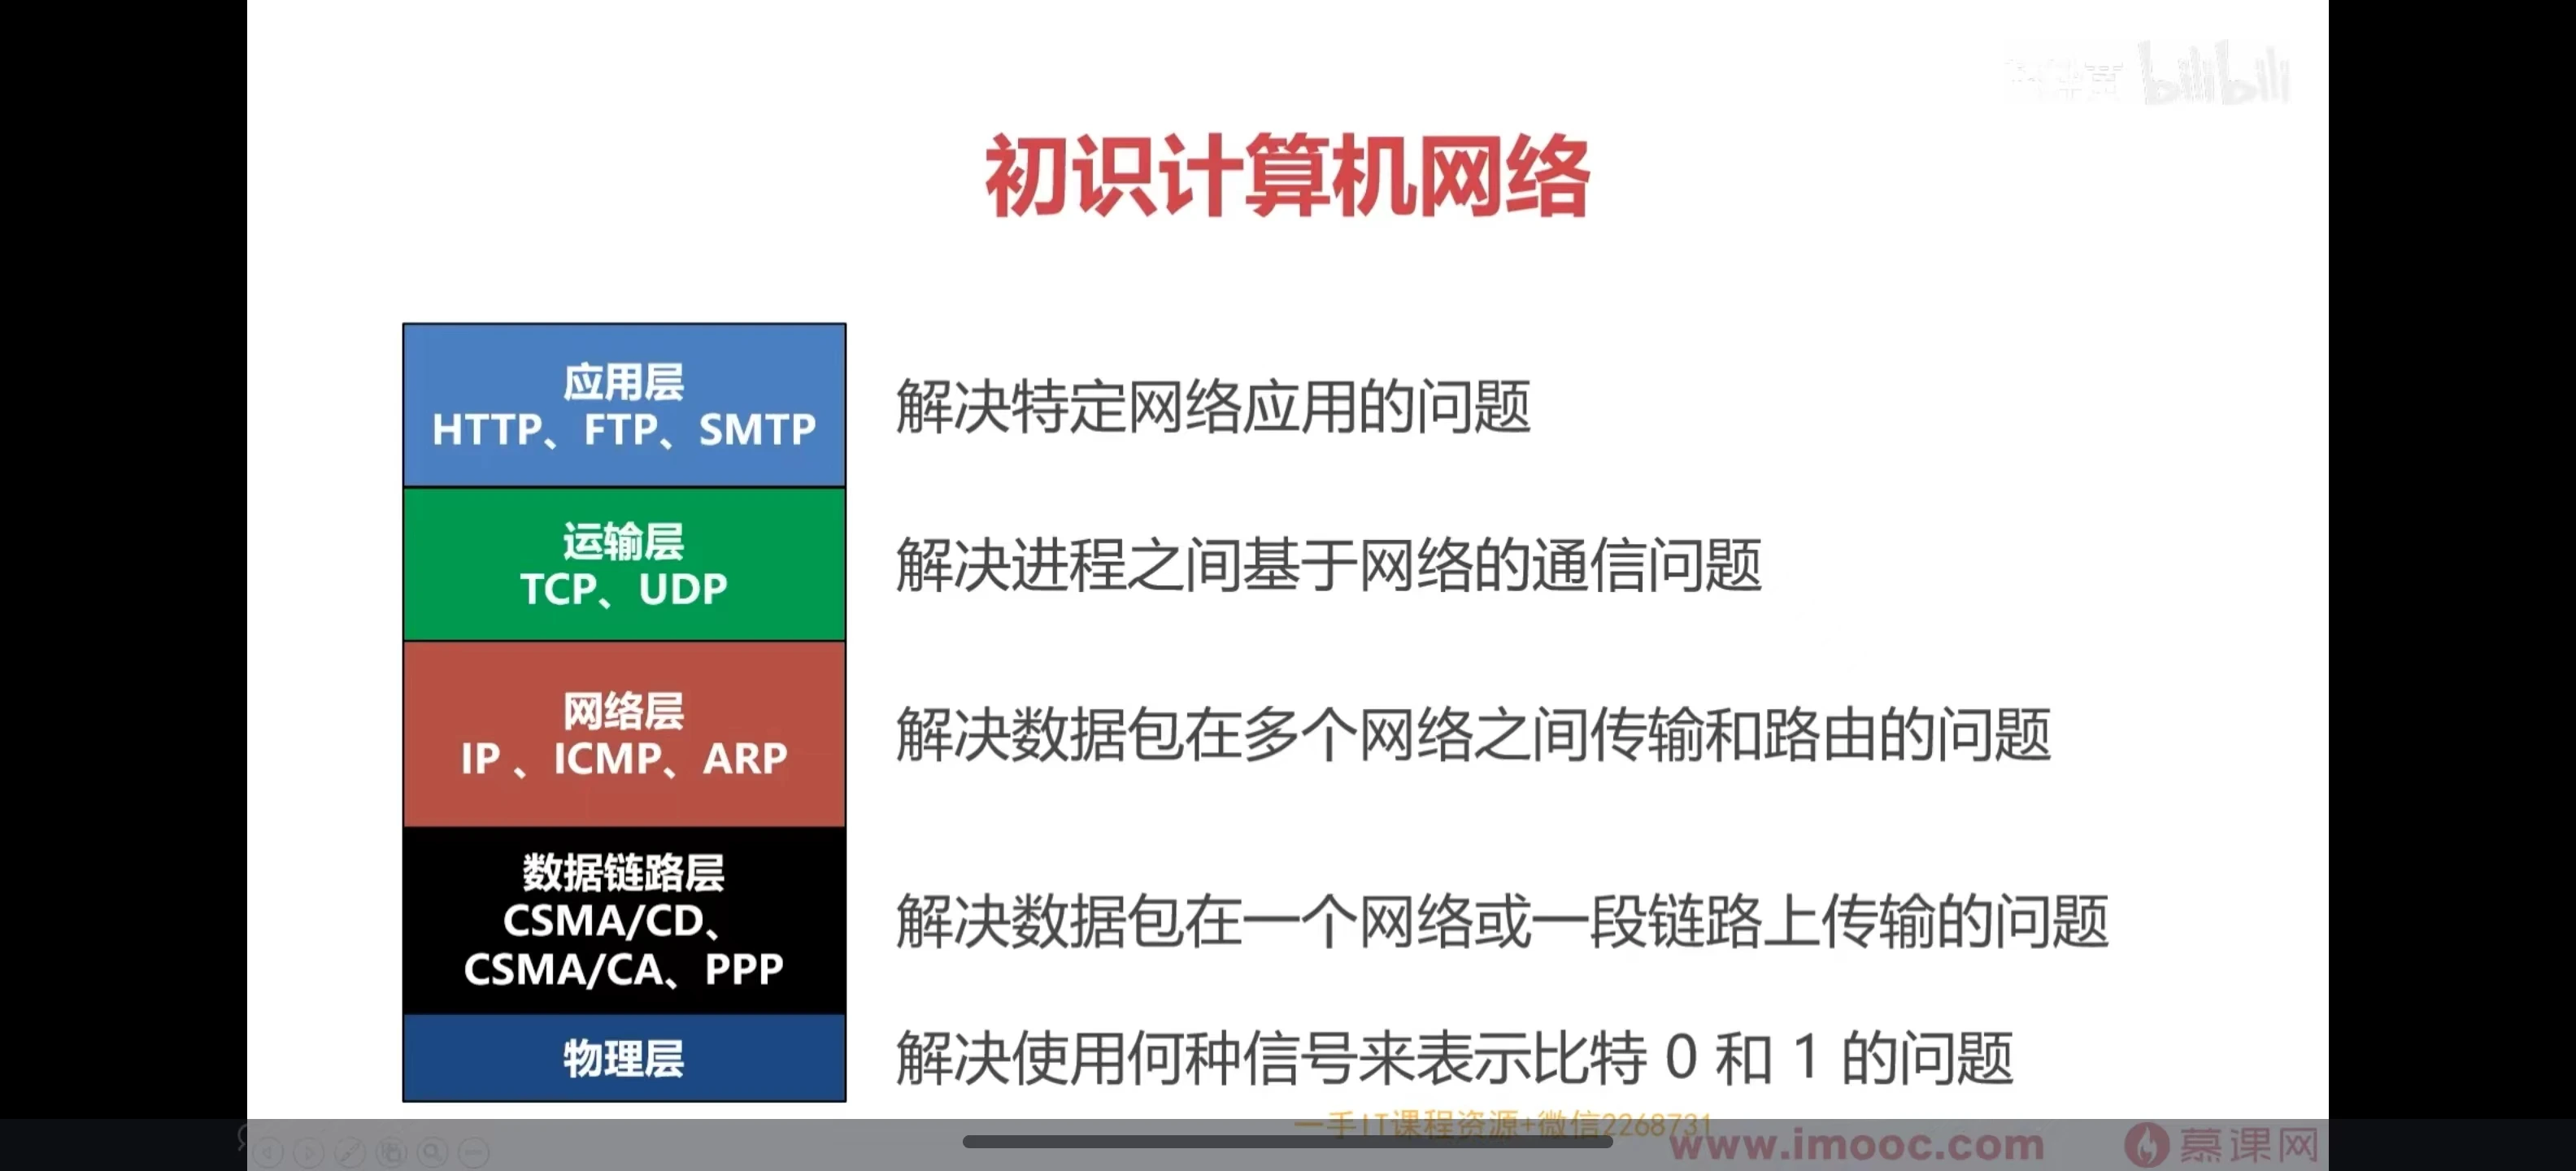 bilibili
初识计算机网络
应用层
HTTP、FTP、SMTP
解决特定网络应用的问题
运输层
TCP、UDP
解决进程之间基于网络的通信问题
网络层
IP 、ICMP、ARP
解决数据包在多个网络之间传输和路由的问题
数据链路层
CSMA/CD、
CSMA/CA、PPP
解决数据包在一个网络或一段链路上传输的问题
物理层
解决使用何种信号来表示比特 0 和 1 的问题
一手IT课程资源+微信2268731
www.imooc.com
慕课网